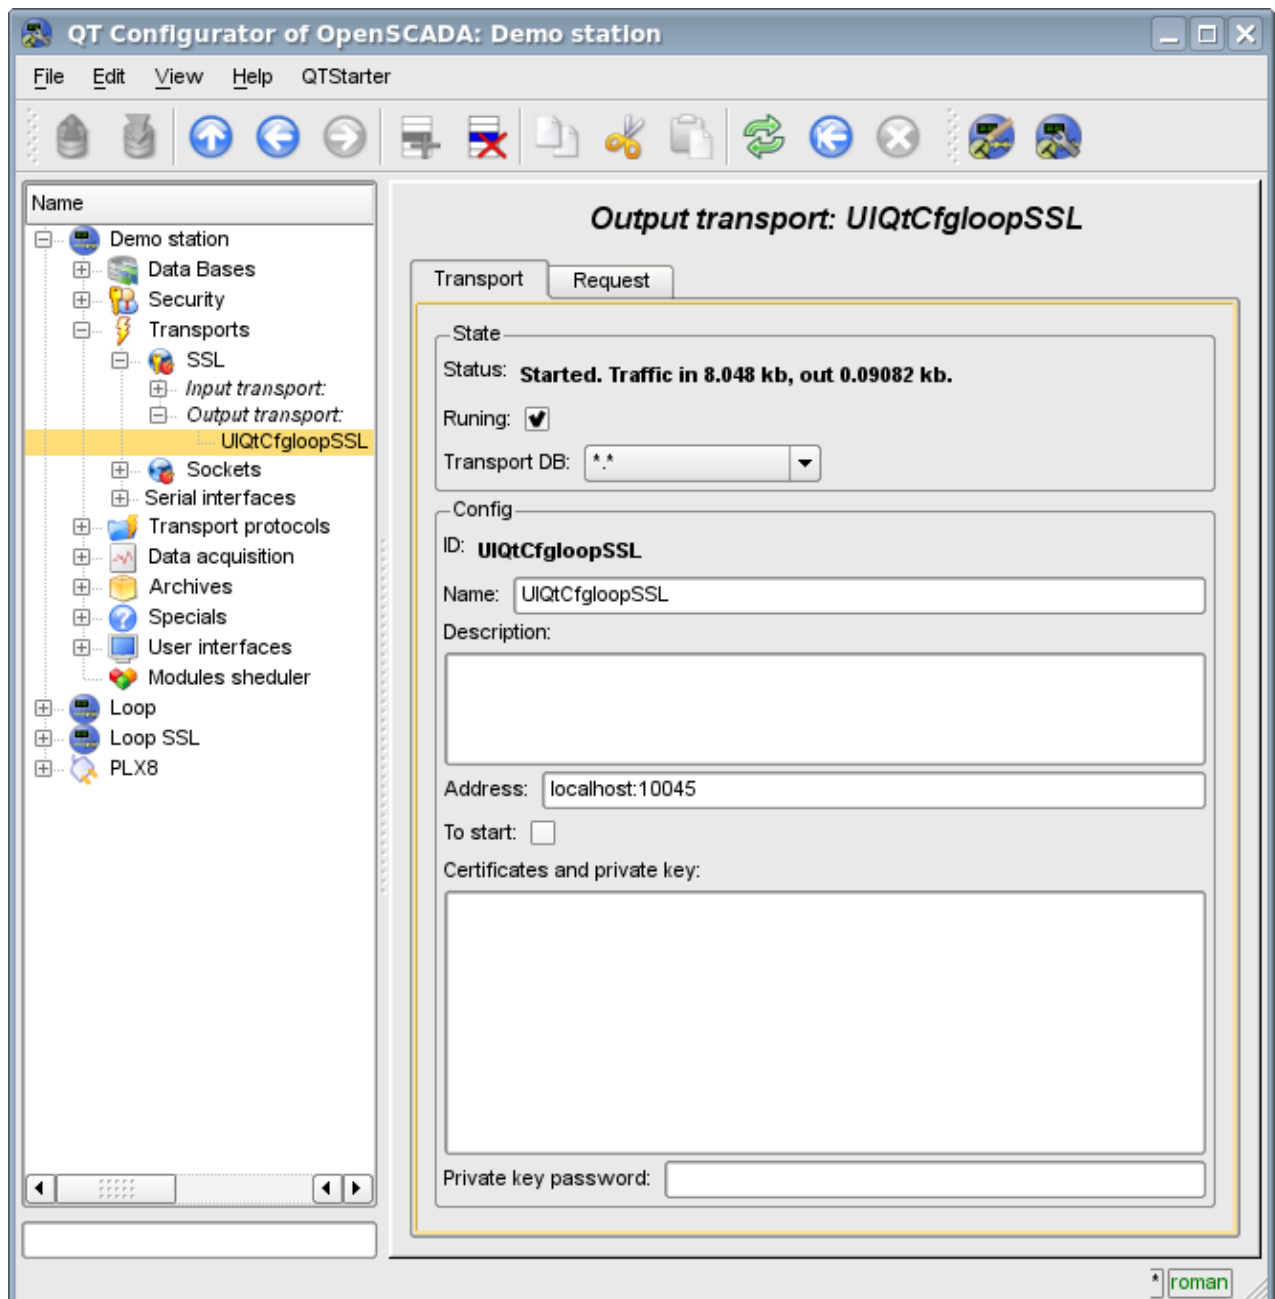 QT Configurator of OpenSCADA: Demo station
File Edit View Help QTStarter
Name
Demo station
Data Bases
Security
Transports
SSL
Input transport:
Output transport:
UIQtCfgloopSSL
Sockets
Serial interfaces
Transport protocols
Data acquisition
Archives
Specials
User interfaces
Modules sheduler
Loop
Loop SSL
PLX8
Output transport: UIQtCfgloopSSL
Transport Request
State
Status: Started. Traffic in 8.048 kb, out 0.09082 kb.
Runing:
Transport DB: *.*
Config
ID: UIQtCfgloopSSL
Name: UIQtCfgloopSSL
Description:
Address: localhost:10045
To start:
Certificates and private key:
Private key password:
* roman